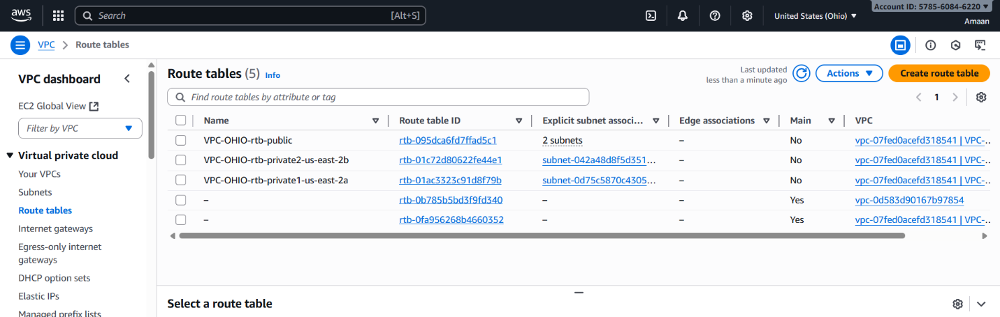 aws Search [Alt+S] United States (Ohio) Account ID: 5785-6084-6220
Amaan
VPC Route tables
VPC dashboard
EC2 Global View
Filter by VPC
Virtual private cloud
Your VPCs
Subnets
Route tables
Internet gateways
Egress-only internet
gateways
DHCP option sets
Elastic IPs
Managed prefix lists
Route tables (5) Info
Last updated
less than a minute ago
Actions
Create route table
Find route tables by attribute or tag
1
Name Route table ID Explicit subnet associ... Edge associations Main VPC
VPC-OHIO-rtb-public rtb-095dca6fd7ffad5c1 2 subnets – No vpc-07fed0acefd318541 | VPC-...
VPC-OHIO-rtb-private2-us-east-2b rtb-01c72d80622fe44e1 subnet-042a48d8f5d351... – No vpc-07fed0acefd318541 | VPC-...
VPC-OHIO-rtb-private1-us-east-2a rtb-01ac3323c91d8f79b subnet-0d75c5870c4305... – No vpc-07fed0acefd318541 | VPC-...
– rtb-0b785b5bd3f9fd340 – – Yes vpc-0d583d90167b97854
– rtb-0fa956268b4660352 – – Yes vpc-07fed0acefd318541 | VPC-...
Select a route table